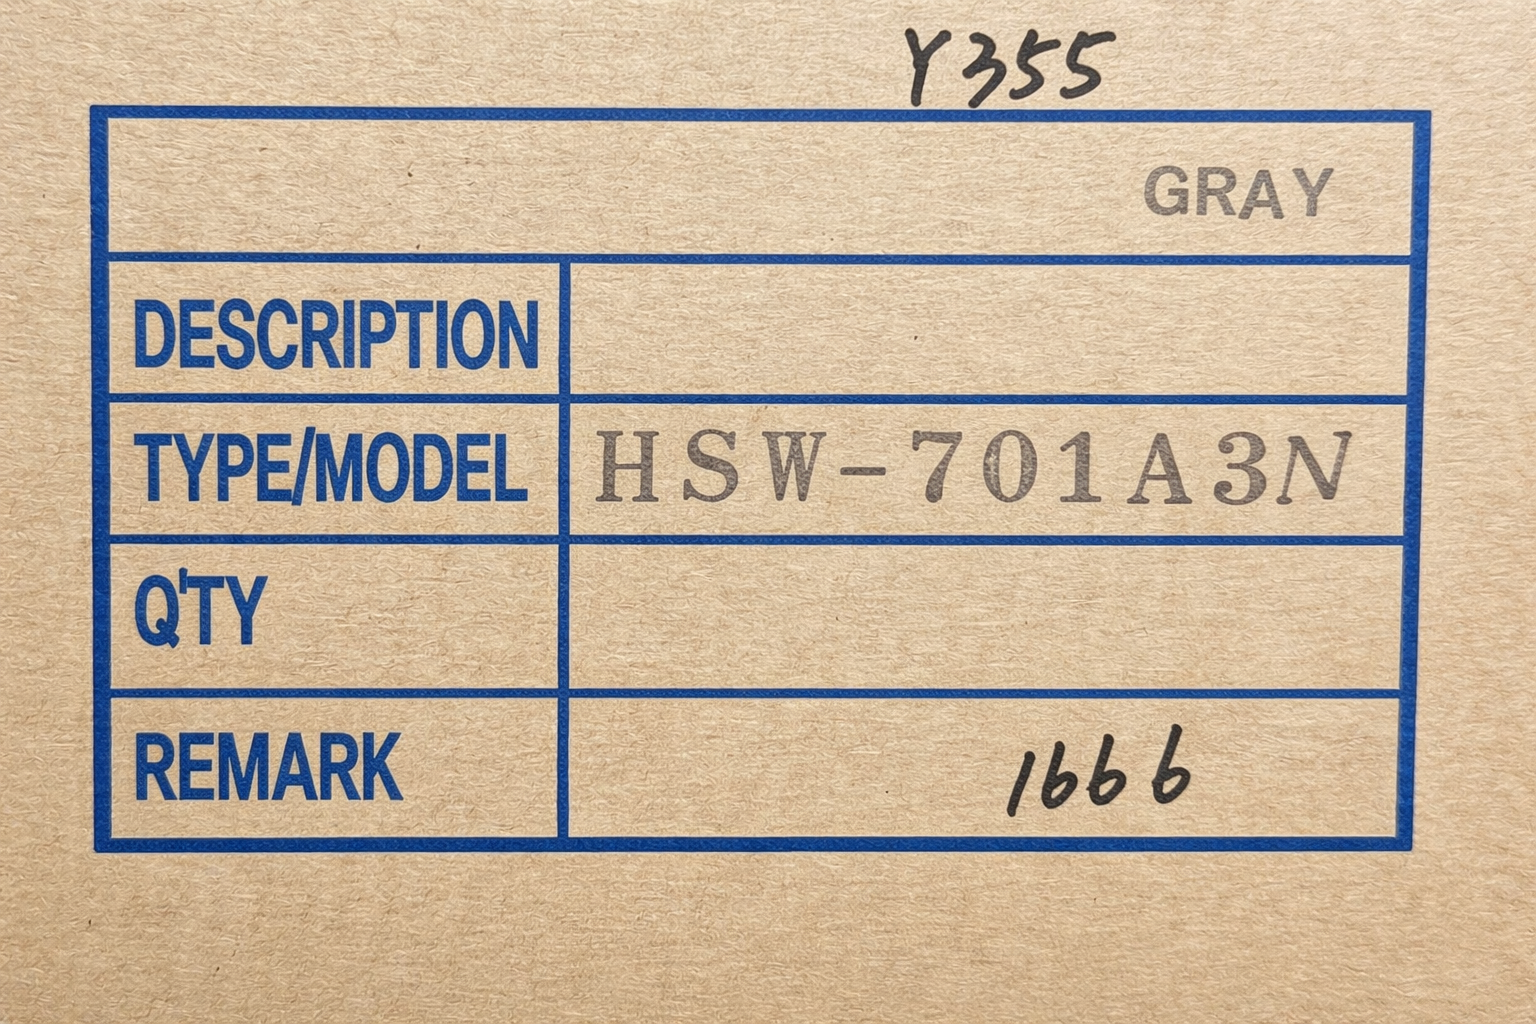 Y355
GRAY
DESCRIPTION
TYPE/MODEL HSW-701A3N
Q'TY
REMARK 1666